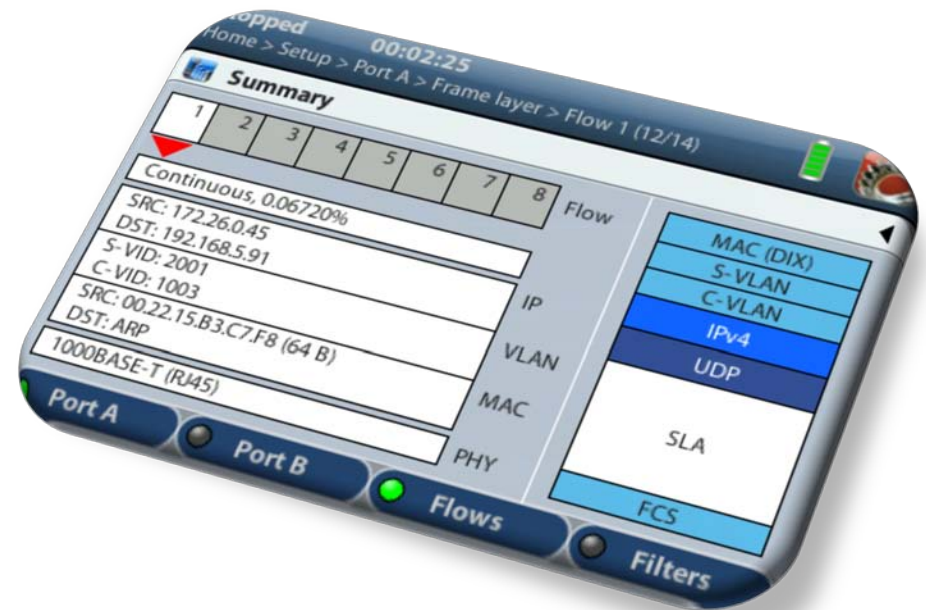 opped
00:02:25
Home > Setup > Port A > Frame layer > Flow 1 (12/14)
Summary
1 2 3 4 5 6 7 8 Flow
Continuous, 0.06720%
SRC: 172.26.0.45
DST: 192.168.5.91
IP
S-VID: 2001
C-VID: 1003
VLAN
SRC: 00.22.15.B3.C7.F8 (64 B)
DST: ARP
MAC
1000BASE-T (RJ45)
PHY
MAC (DIX)
S-VLAN
C-VLAN
IPv4
UDP
SLA
FCS
Port A
Port B
Flows
Filters